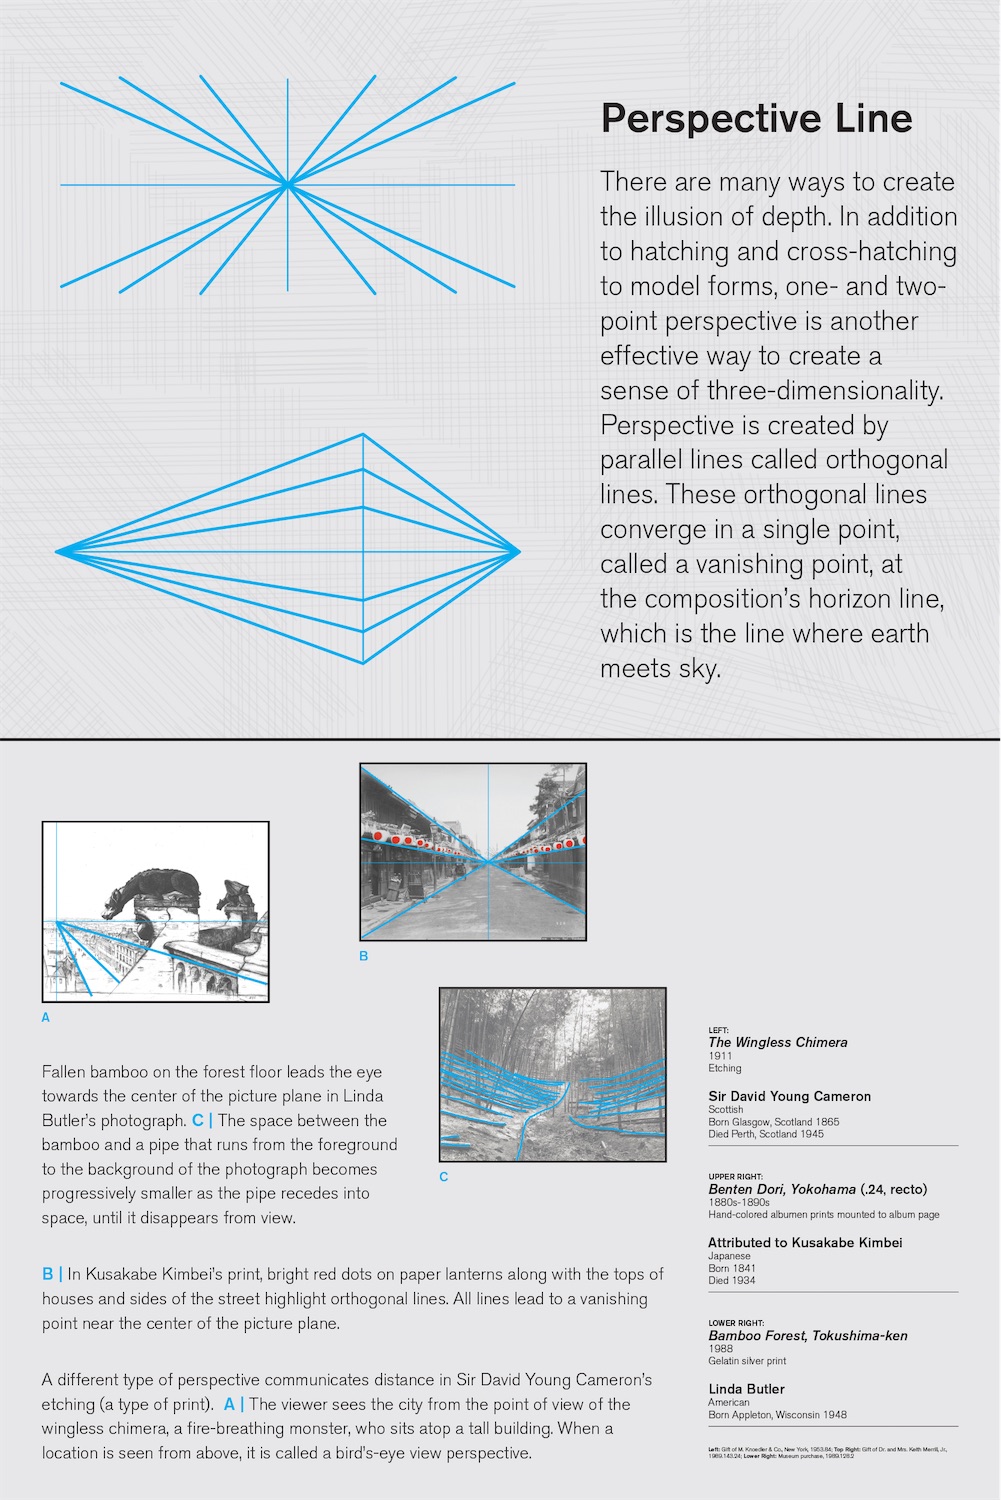 Perspective Line
There are many ways to create
the illusion of depth. In addition
to hatching and cross-hatching
to model forms, one- and two-
point perspective is another
effective way to create a
sense of three-dimensionality.
Perspective is created by
parallel lines called orthogonal
lines. These orthogonal lines
converge in a single point,
called a vanishing point, at
the composition's horizon line,
which is the line where earth
meets sky.
A
B
C
Fallen bamboo on the forest floor leads the eye
towards the center of the picture plane in Linda
Butler's photograph. C | The space between the
bamboo and a pipe that runs from the foreground
to the background of the photograph becomes
progressively smaller as the pipe recedes into
space, until it disappears from view.
B | In Kusakabe Kimbei's print, bright red dots on paper lanterns along with the tops of
houses and sides of the street highlight orthogonal lines. All lines lead to a vanishing
point near the center of the picture plane.
A different type of perspective communicates distance in Sir David Young Cameron's
etching (a type of print). A | The viewer sees the city from the point of view of the
wingless chimera, a fire-breathing monster, who sits atop a tall building. When a
location is seen from above, it is called a bird's-eye view perspective.
LEFT:
The Wingless Chimera
1911
Etching
Sir David Young Cameron
Scottish
Born Glasgow, Scotland 1865
Died Perth, Scotland 1945
UPPER RIGHT:
Benten Dori, Yokohama (.24, recto)
1880s-1890s
Hand-colored albumen prints mounted to album page
Attributed to Kusakabe Kimbei
Japanese
Born 1841
Died 1934
LOWER RIGHT:
Bamboo Forest, Tokushima-ken
1988
Gelatin silver print
Linda Butler
American
Born Appleton, Wisconsin 1948
Left: Gift of M. Knoedler & Co., New York, 1953.84; Top Right: Gift of Dr. and Mrs. Keith Merrill, Jr.,
1989.143.24; Lower Right: Museum purchase, 1989.128.2